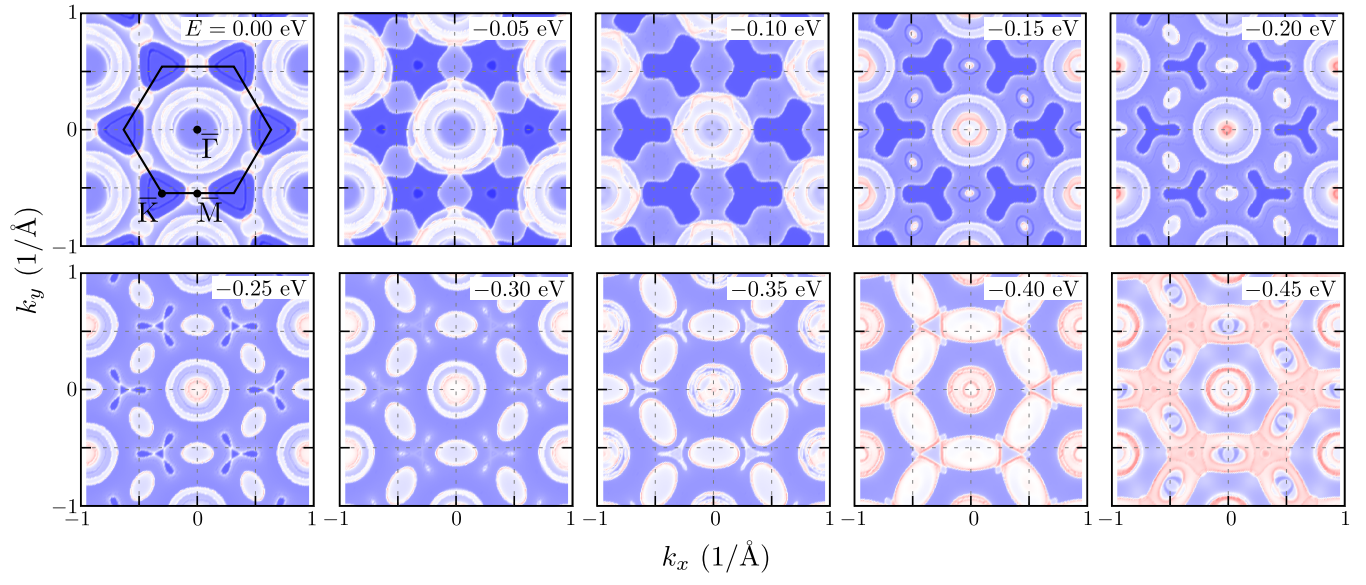 E = 0.00 eV
−0.05 eV
−0.10 eV
−0.15 eV
−0.20 eV
1
0
−1
Γ̅
K̅
M̅
k_y (1/Å)
−0.25 eV
−0.30 eV
−0.35 eV
−0.40 eV
−0.45 eV
1
0
−1
−1 0 1 −1 0 1 −1 0 1 −1 0 1 −1 0 1
k_x (1/Å)